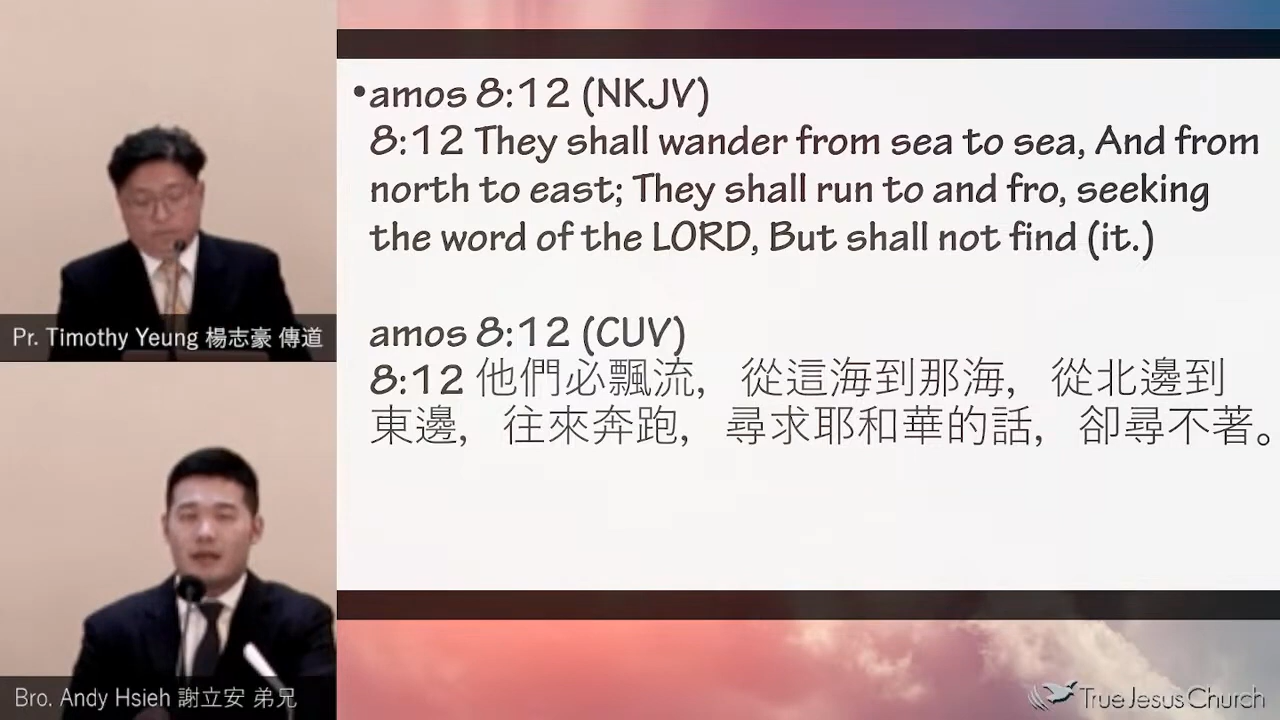 •amos 8:12 (NKJV)
8:12 They shall wander from sea to sea, And from
north to east; They shall run to and fro, seeking
the word of the LORD, But shall not find (it.)
amos 8:12 (CUV)
8:12 他們必飄流，從這海到那海，從北邊到
東邊，往來奔跑，尋求耶和華的話，卻尋不著。
Pr. Timothy Yeung 楊志豪 傳道
Bro. Andy Hsieh 謝立安 弟兄
True Jesus Church